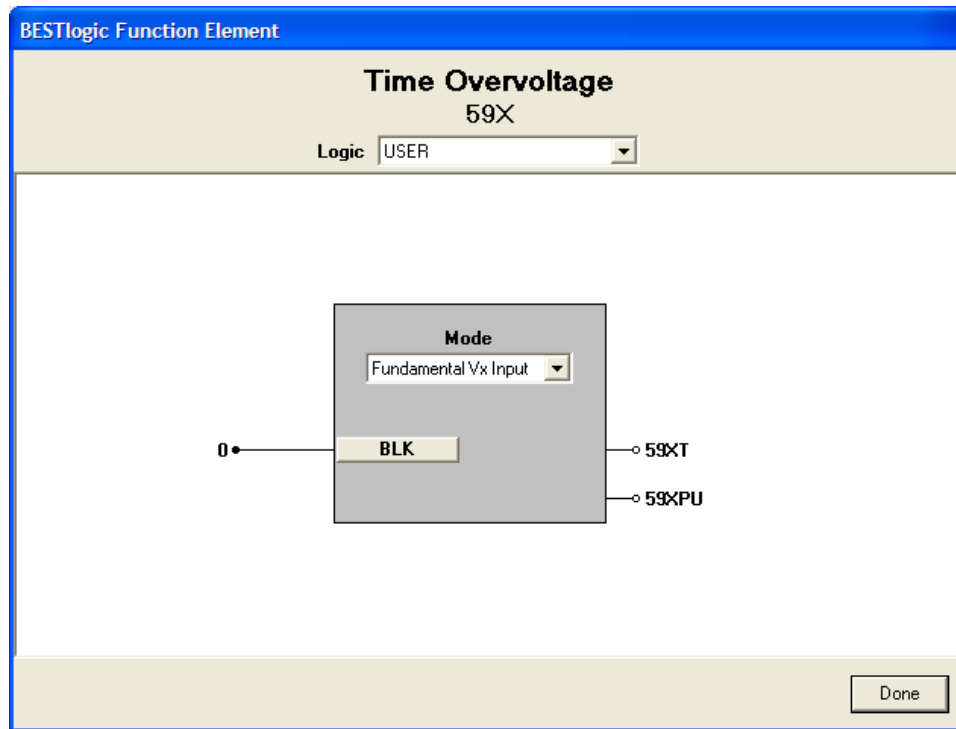 BESTlogic Function Element
Time Overvoltage
59X
Logic USER
Mode
Fundamental Vx Input
0 BLK 59XT
59XPU
Done